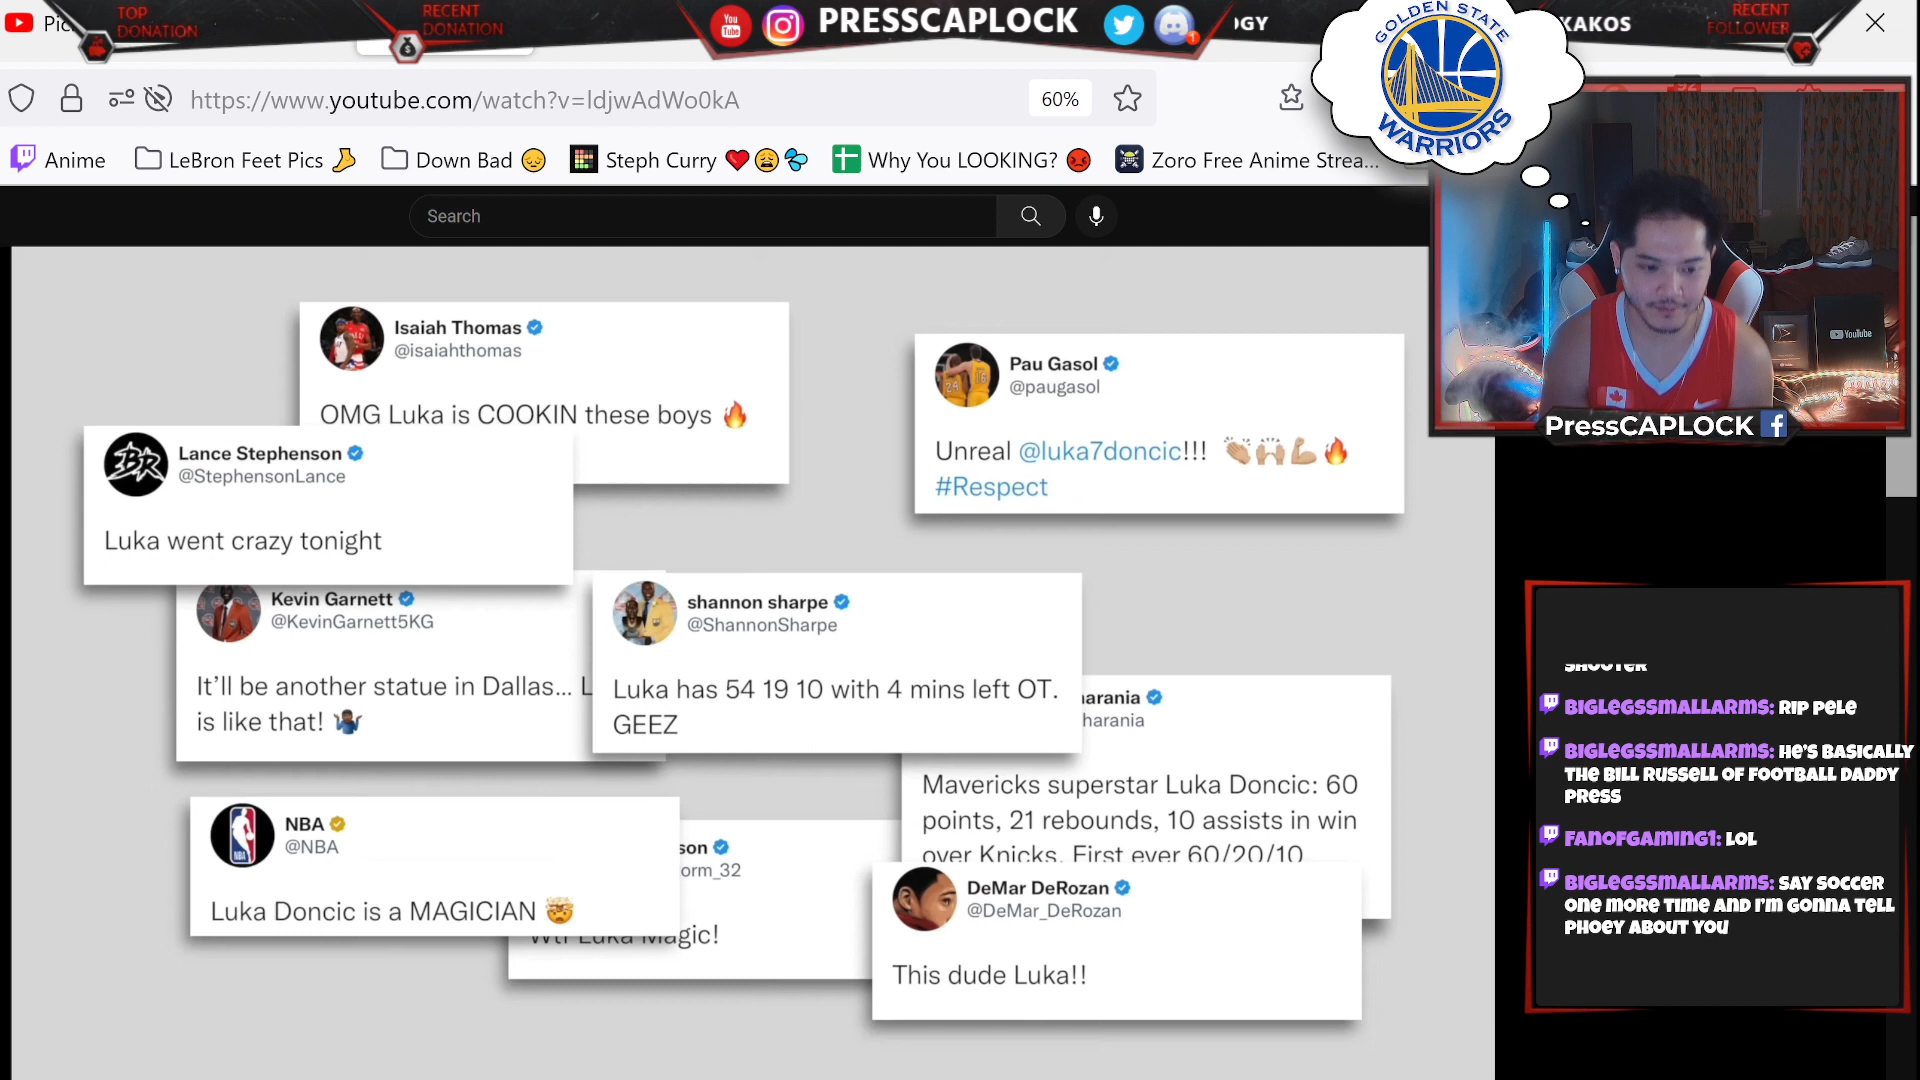 TOP
DONATION
RECENT
DONATION
You
Tube
PRESSCAPLOCK
1
KAKOS
RECENT
FOLLOWER
GOLDEN STATE
WARRIORS
https://www.youtube.com/watch?v=ldjwAdWo0kA
60%
Anime
LeBron Feet Pics 🦶
Down Bad 😔
Steph Curry ❤️😩💦
Why You LOOKING? 😡
Zoro Free Anime Strea...
Search
Isaiah Thomas
@isaiahthomas
OMG Luka is COOKIN these boys 🔥
Pau Gasol
@paugasol
Unreal @luka7doncic!!! 👏🏼🙌🏼💪🏼🔥
#Respect
Lance Stephenson
@StephensonLance
Luka went crazy tonight
Kevin Garnett
@KevinGarnett5KG
It’ll be another statue in Dallas... L
is like that! 🤷🏿‍♂️
shannon sharpe
@ShannonSharpe
Luka has 54 19 10 with 4 mins left OT.
GEEZ
arania
harania
Mavericks superstar Luka Doncic: 60
points, 21 rebounds, 10 assists in win
over Knicks. First ever 60/20/10
NBA
@NBA
Luka Doncic is a MAGICIAN 🤯
son
orm_32
Wtf Luka Magic!
DeMar DeRozan
@DeMar_DeRozan
This dude Luka!!
YouTube
PressCAPLOCK
SHOOTER
BIGLEGSSMALLARMS: RIP PELE
BIGLEGSSMALLARMS: HE'S BASICALLY
THE BILL RUSSELL OF FOOTBALL DADDY
PRESS
FANOFGAMING1: LOL
BIGLEGSSMALLARMS: SAY SOCCER
ONE MORE TIME AND I'M GONNA TELL
PHOEY ABOUT YOU